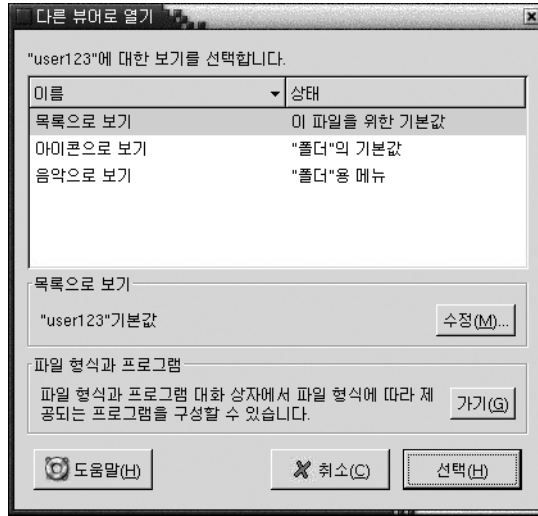 다른 뷰어로 열기
"user123"에 대한 보기를 선택합니다.
이름 상태
목록으로 보기 이 파일을 위한 기본값
아이콘으로 보기 "폴더"의 기본값
음악으로 보기 "폴더"용 메뉴
목록으로 보기
"user123"기본값 수정(M)...
파일 형식과 프로그램
파일 형식과 프로그램 대화 상자에서 파일 형식에 따라 제
공되는 프로그램을 구성할 수 있습니다. 가기(G)
도움말(H) 취소(C) 선택(H)